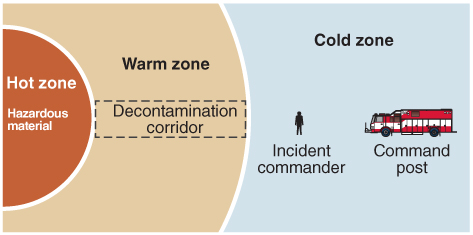 Hot zone
Hazardous
material
Warm zone
Decontamination
corridor
Cold zone
Incident
commander
Command
post